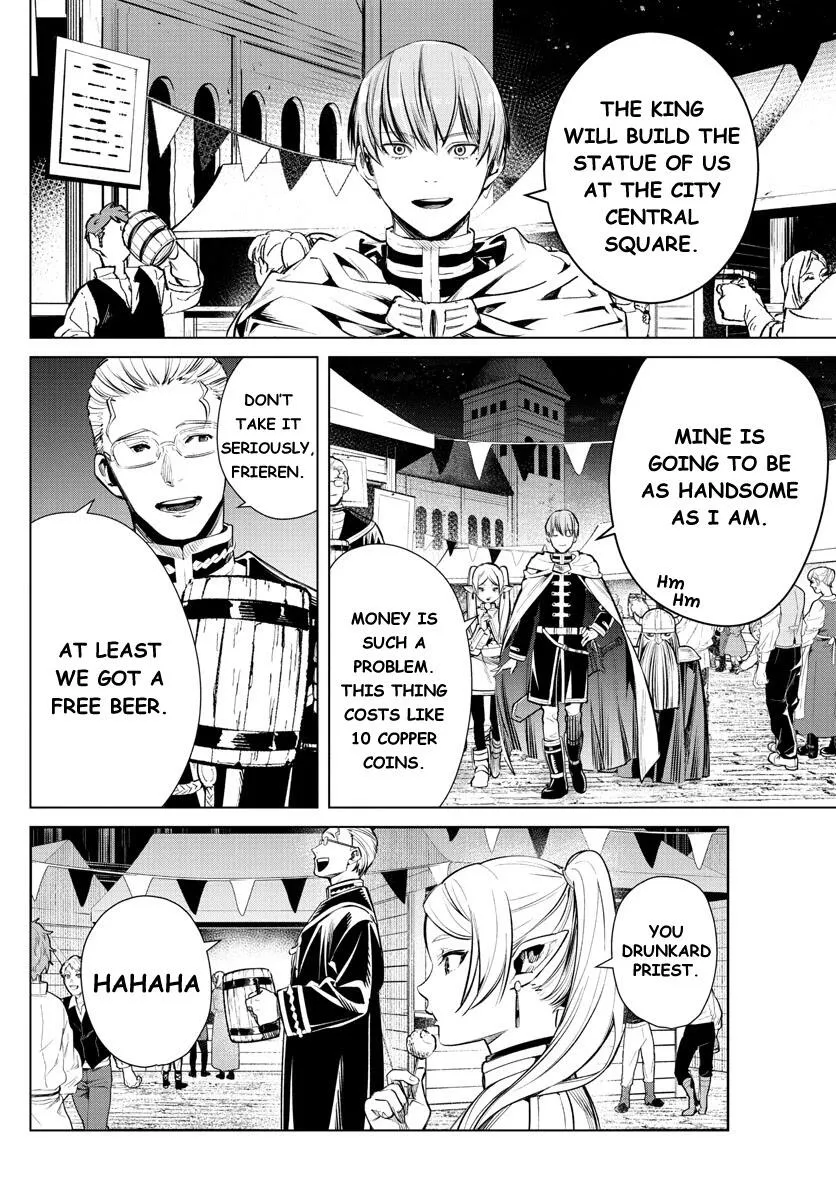 THE KING
WILL BUILD THE
STATUE OF US
AT THE CITY
CENTRAL
SQUARE.
MINE IS
GOING TO BE
AS HANDSOME
AS I AM.
Hm
Hm
MONEY IS
SUCH A
PROBLEM.
THIS THING
COSTS LIKE
10 COPPER
COINS.
DON'T
TAKE IT
SERIOUSLY,
FRIEREN.
AT LEAST
WE GOT A
FREE BEER.
YOU
DRUNKARD
PRIEST.
HAHAHA